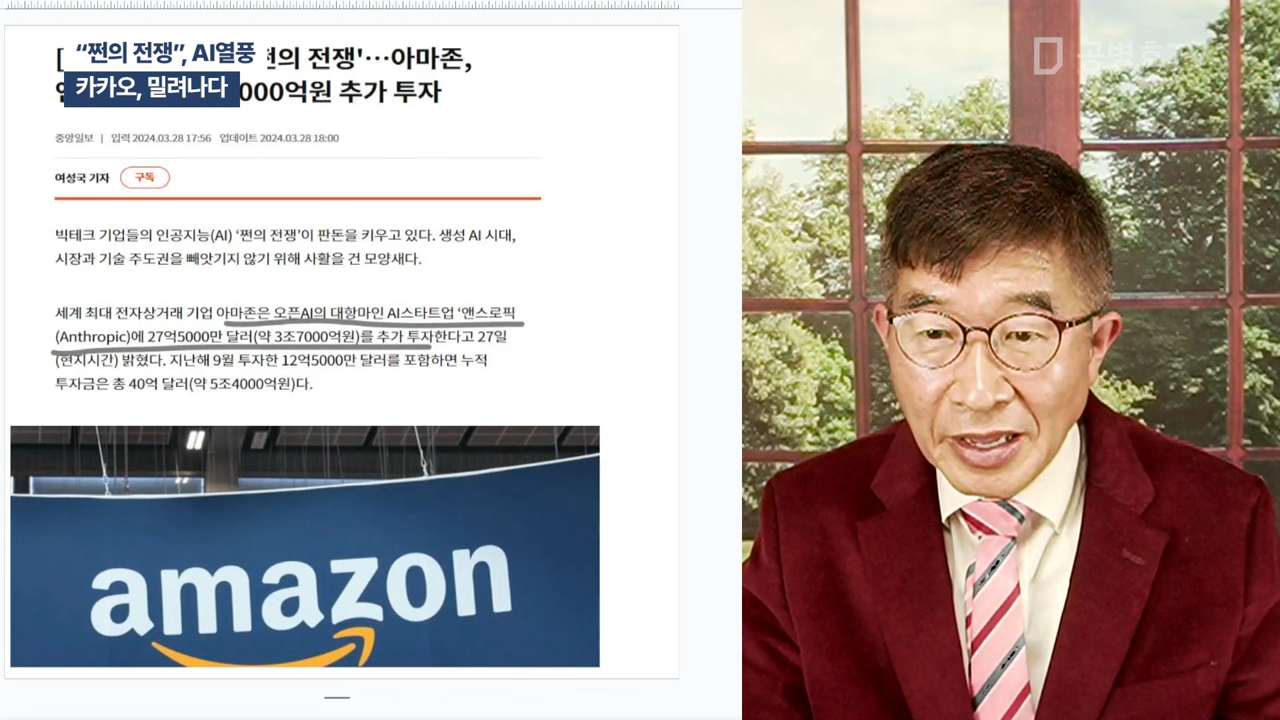 “쩐의 전쟁”, AI열풍
카카오, 밀려나다
[ 쩐의 전쟁'…아마존,
000억원 추가 투자
중앙일보 | 입력 2024.03.28 17:56 업데이트 2024.03.28 18:00
여성국 기자 구독
빅테크 기업들의 인공지능(AI) ‘쩐의 전쟁’이 판돈을 키우고 있다. 생성 AI 시대,
시장과 기술 주도권을 빼앗기지 않기 위해 사활을 건 모양새다.
세계 최대 전자상거래 기업 아마존은 오픈AI의 대항마인 AI스타트업 ‘앤스로픽
(Anthropic)에 27억5000만 달러(약 3조7000억원)를 추가 투자한다고 27일
(현지시간) 밝혔다. 지난해 9월 투자한 12억5000만 달러를 포함하면 누적
투자금은 총 40억 달러(약 5조4000억원)다.
amazon
공병호TV